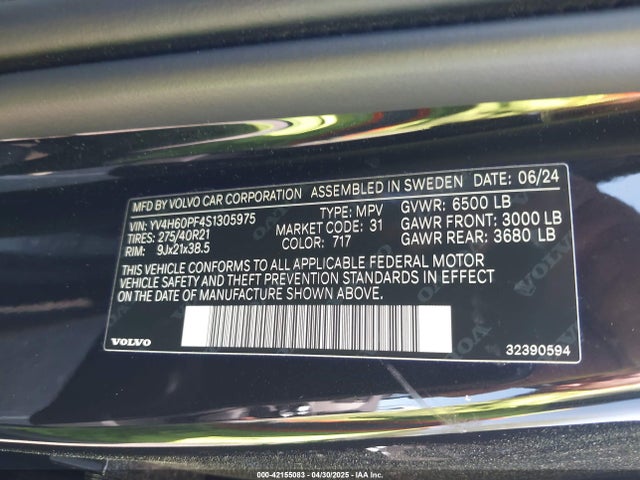 MFD BY VOLVO CAR CORPORATION ASSEMBLED IN SWEDEN DATE: 06/24
VIN: YV4H60PF4S1305975 TYPE: MPV GVWR: 6500 LB
TIRES: 275/40R21 MARKET CODE: 31 GAWR FRONT: 3000 LB
RIM: 9Jx21x38.5 COLOR: 717 GAWR REAR: 3680 LB
THIS VEHICLE CONFORMS TO ALL APPLICABLE FEDERAL MOTOR
VEHICLE SAFETY AND THEFT PREVENTION STANDARDS IN EFFECT
ON THE DATE OF MANUFACTURE SHOWN ABOVE.
VOLVO 32390594
000-42155083 - 04/30/2025 - IAA Inc.